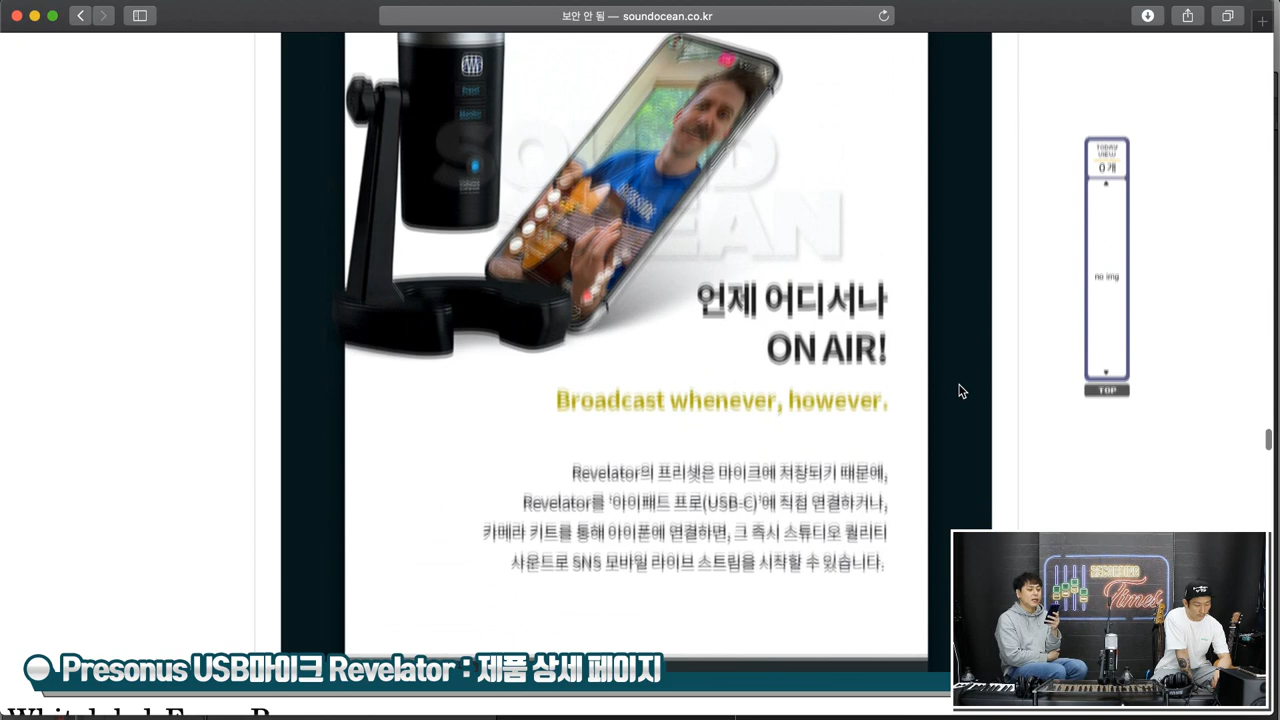 보안 안 됨 — soundocean.co.kr
Preset
Monitor
SOUND
OCEAN
TODAY
VIEW
0 개
no img
TOP
언제 어디서나
ON AIR!
Broadcast whenever, however.
Revelator의 프리셋은 마이크에 저장되기 때문에,
Revelator를 '아이패드 프로(USB-C)'에 직접 연결하거나,
카메라 키트를 통해 아이폰에 연결하면, 그 즉시 스튜디오 퀄리티
사운드로 SNS 모바일 라이브 스트림을 시작할 수 있습니다.
RECORDING
Times
Presonus USB마이크 Revelator : 제품 상세 페이지